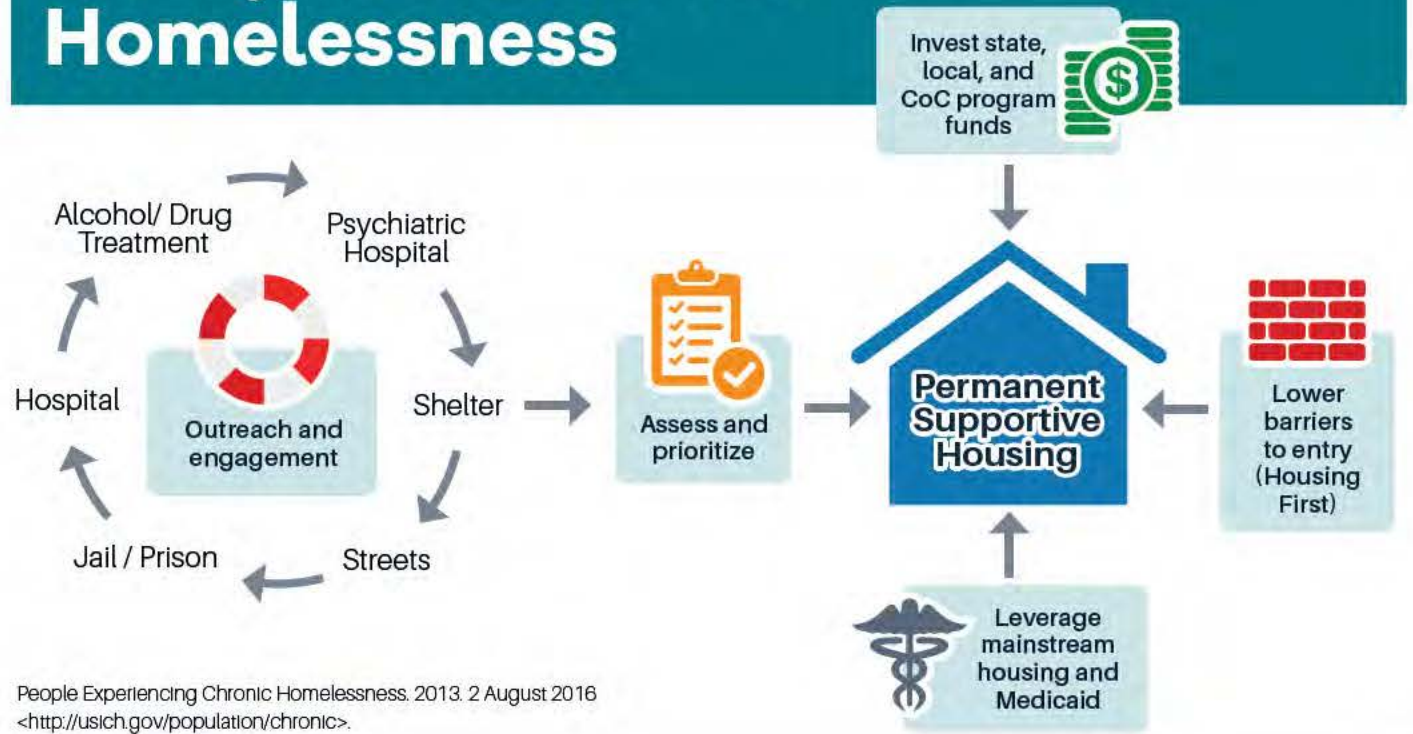 Homelessness
Invest state,
local, and
CoC program
funds
$
Alcohol/ Drug
Treatment
Psychiatric
Hospital
Hospital
Outreach and
engagement
Shelter
Jail / Prison
Streets
Assess and
prioritize
Permanent
Supportive
Housing
Lower
barriers
to entry
(Housing
First)
Leverage
mainstream
housing and
Medicaid
People Experiencing Chronic Homelessness. 2013. 2 August 2016
<http://usich.gov/population/chronic>.